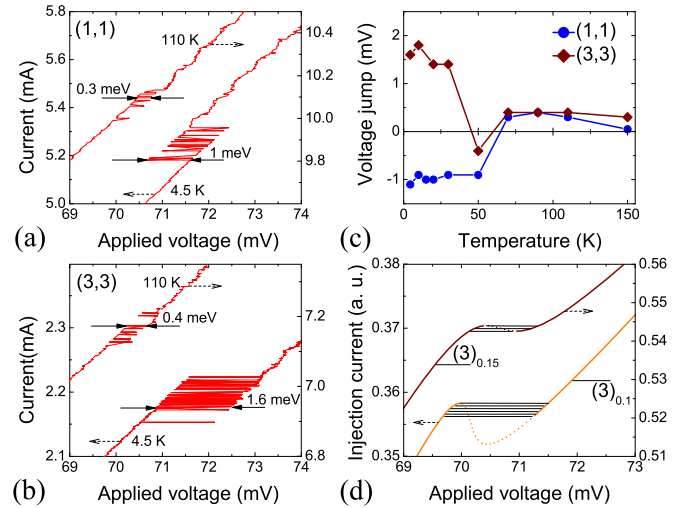 (1,1)
110 K
0.3 meV
1 meV
4.5 K
5.0
5.2
5.4
5.6
5.8
9.8
10.0
10.2
10.4
69 70 71 72 73 74
Current (mA)
Applied voltage (mV)
(a)
(1,1)
(3,3)
Voltage jump (mV)
2
1
0
-1
0 50 100 150
Temperature (K)
(c)
(3,3)
110 K
0.4 meV
1.6 meV
4.5 K
2.1
2.2
2.3
2.4
6.8
7.0
7.2
69 70 71 72 73 74
Current(mA)
Applied voltage (mV)
(b)
0.38
0.37
0.36
0.35
0.56
0.55
0.54
0.53
0.52
0.51
(3)0.15
(3)0.1
69 70 71 72 73
Injection current (a. u.)
Applied voltage (mV)
(d)